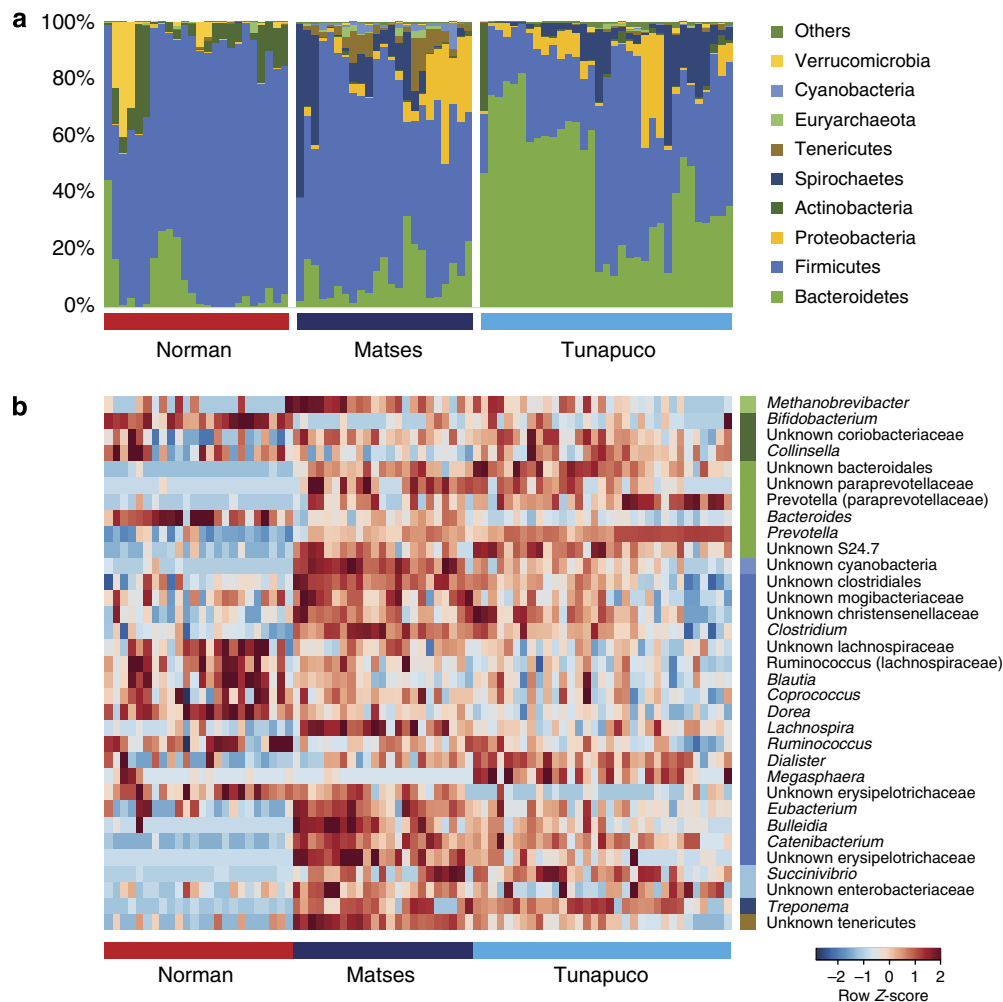 a
100%
80%
60%
40%
20%
0%
Norman
Matses
Tunapuco
Others
Verrucomicrobia
Cyanobacteria
Euryarchaeota
Tenericutes
Spirochaetes
Actinobacteria
Proteobacteria
Firmicutes
Bacteroidetes
b
Methanobrevibacter
Bifidobacterium
Unknown coriobacteriaceae
Collinsella
Unknown bacteroidales
Unknown paraprevotellaceae
Prevotella (paraprevotellaceae)
Bacteroides
Prevotella
Unknown S24.7
Unknown cyanobacteria
Unknown clostridiales
Unknown mogibacteriaceae
Unknown christensenellaceae
Clostridium
Unknown lachnospiraceae
Ruminococcus (lachnospiraceae)
Blautia
Coprococcus
Dorea
Lachnospira
Ruminococcus
Dialister
Megasphaera
Unknown erysipelotrichaceae
Eubacterium
Bulleidia
Catenibacterium
Unknown erysipelotrichaceae
Succinivibrio
Unknown enterobacteriaceae
Treponema
Unknown tenericutes
Norman
Matses
Tunapuco
−2 −1 0 1 2
Row Z-score